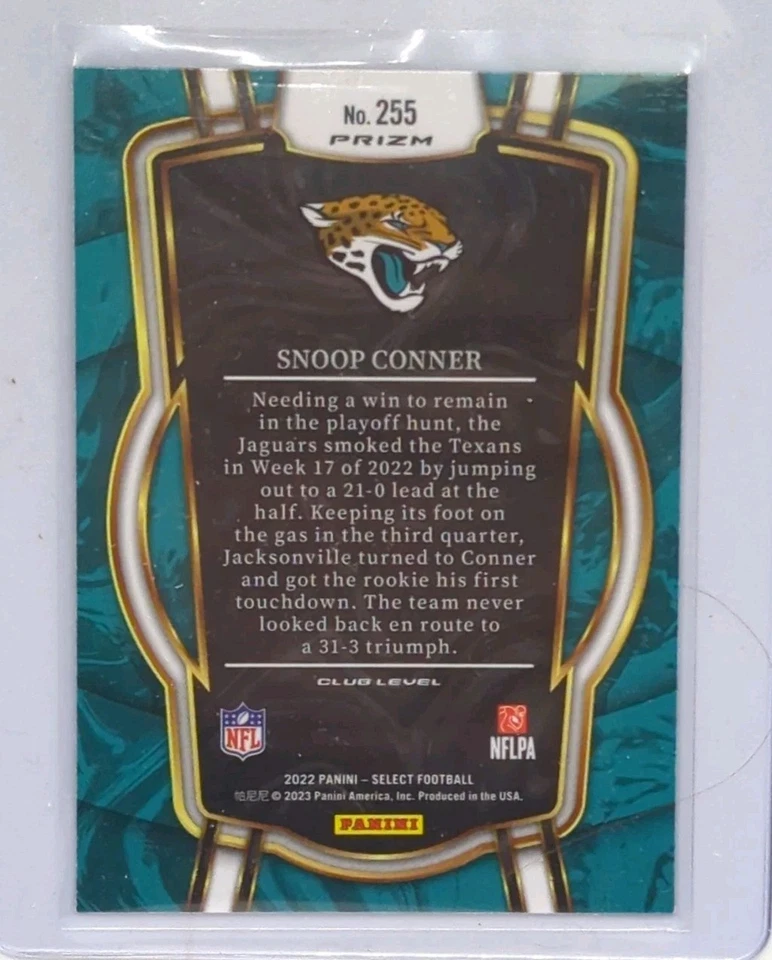 No. 255
PRIZM
SNOOP CONNER
Needing a win to remain
in the playoff hunt, the
Jaguars smoked the Texans
in Week 17 of 2022 by jumping
out to a 21-0 lead at the
half. Keeping its foot on
the gas in the third quarter,
Jacksonville turned to Conner
and got the rookie his first
touchdown. The team never
looked back en route to
a 31-3 triumph.
CLUB LEVEL
NFL
NFLPA
2022 PANINI – SELECT FOOTBALL
帕尼尼 © 2023 Panini America, Inc. Produced in the USA.
PANINI